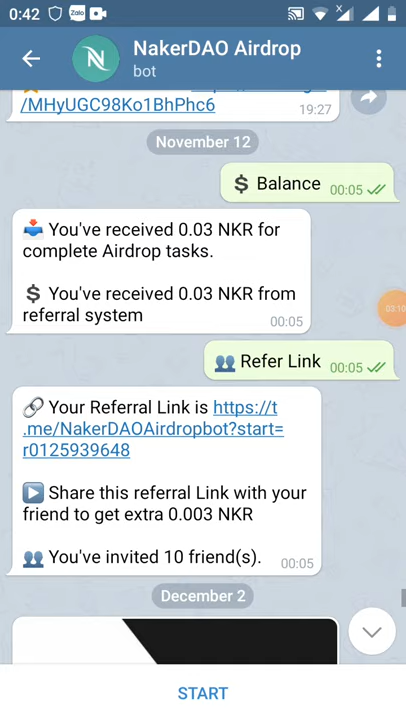 0:42
Zalo
NakerDAO Airdrop
bot
/MHyUGC98Ko1BhPhc6
19:27
November 12
$ Balance 00:05
You've received 0.03 NKR for
complete Airdrop tasks.
$ You've received 0.03 NKR from
referral system
00:05
Refer Link 00:05
Your Referral Link is https://t
.me/NakerDAOAirdropbot?start=
r0125939648
Share this referral Link with your
friend to get extra 0.003 NKR
You've invited 10 friend(s). 00:05
03:10
December 2
START